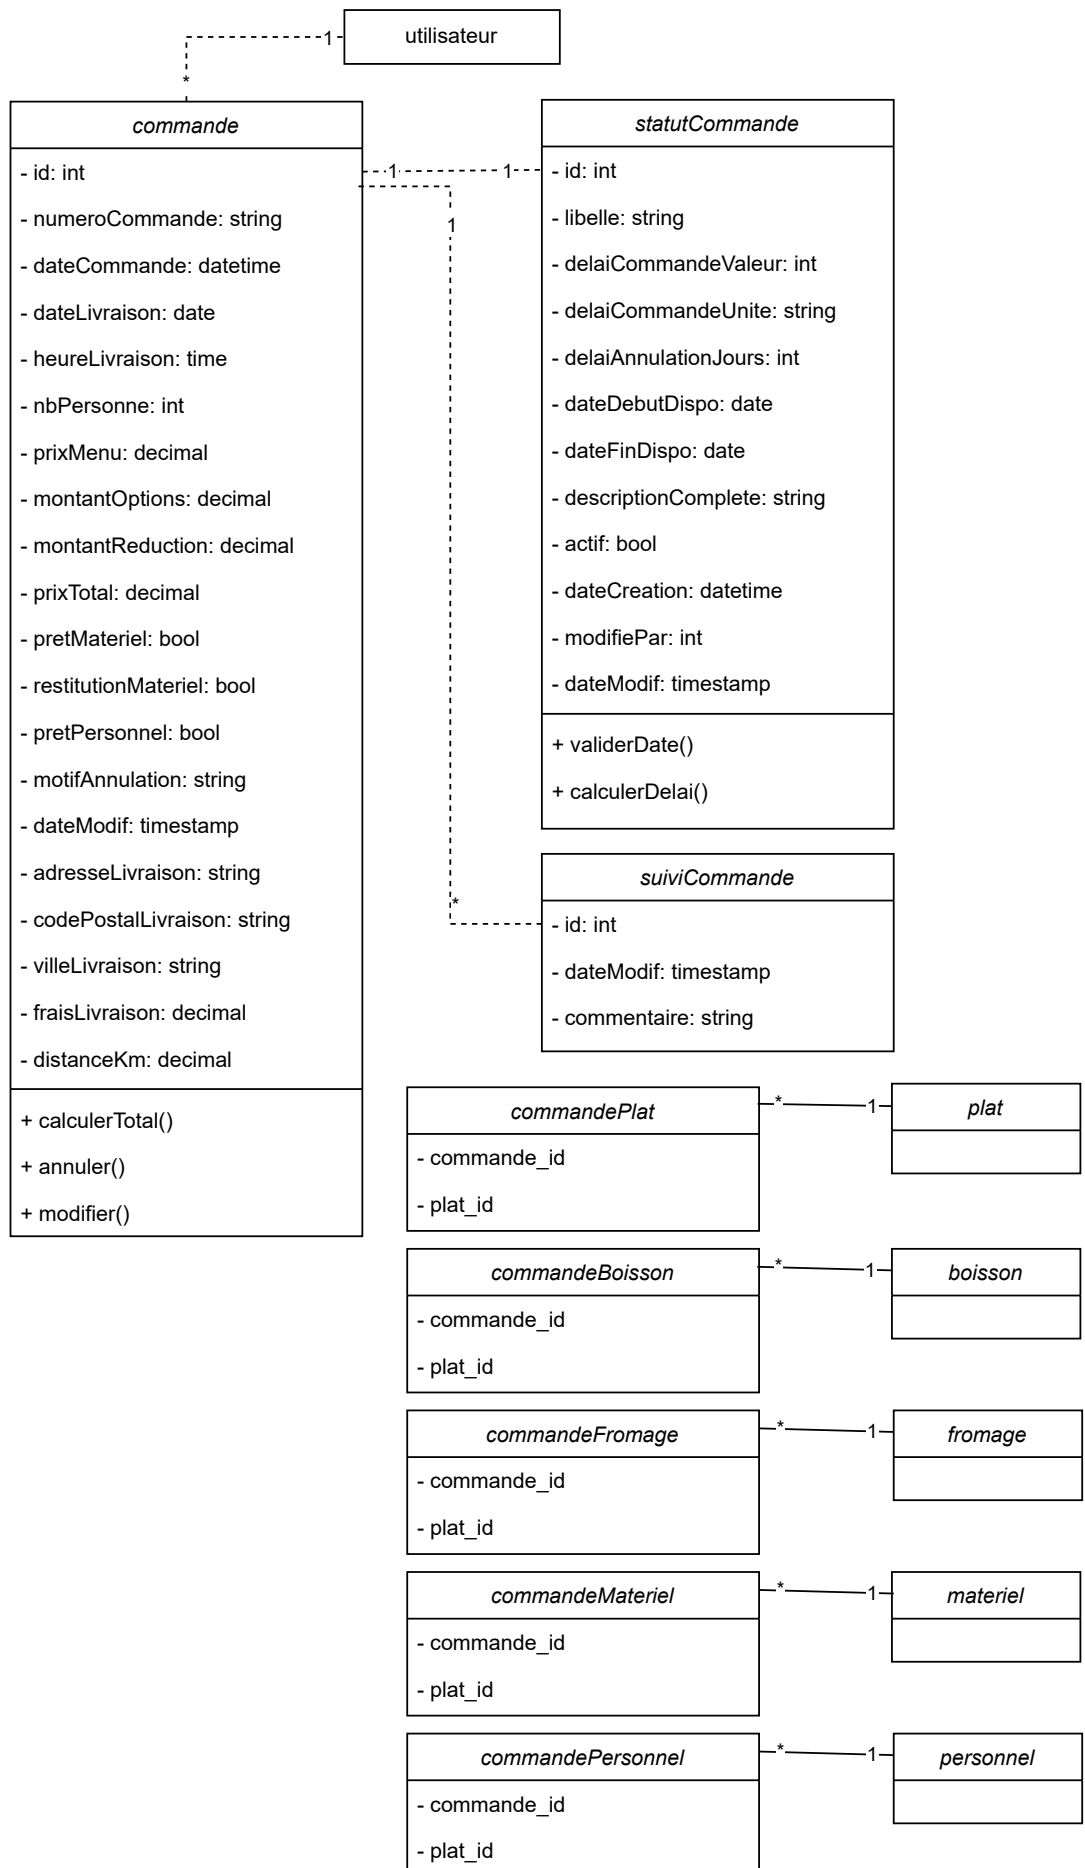 utilisateur
1
*
commande
- id: int
- numeroCommande: string
- dateCommande: datetime
- dateLivraison: date
- heureLivraison: time
- nbPersonne: int
- prixMenu: decimal
- montantOptions: decimal
- montantReduction: decimal
- prixTotal: decimal
- pretMateriel: bool
- restitutionMateriel: bool
- pretPersonnel: bool
- motifAnnulation: string
- dateModif: timestamp
- adresseLivraison: string
- codePostalLivraison: string
- villeLivraison: string
- fraisLivraison: decimal
- distanceKm: decimal
+ calculerTotal()
+ annuler()
+ modifier()
1
1
1
*
statutCommande
- id: int
- libelle: string
- delaiCommandeValeur: int
- delaiCommandeUnite: string
- delaiAnnulationJours: int
- dateDebutDispo: date
- dateFinDispo: date
- descriptionComplete: string
- actif: bool
- dateCreation: datetime
- modifiePar: int
- dateModif: timestamp
+ validerDate()
+ calculerDelai()
suiviCommande
- id: int
- dateModif: timestamp
- commentaire: string
commandePlat
- commande_id
- plat_id
*
1
plat
commandeBoisson
- commande_id
- plat_id
*
1
boisson
commandeFromage
- commande_id
- plat_id
*
1
fromage
commandeMateriel
- commande_id
- plat_id
*
1
materiel
commandePersonnel
- commande_id
- plat_id
*
1
personnel